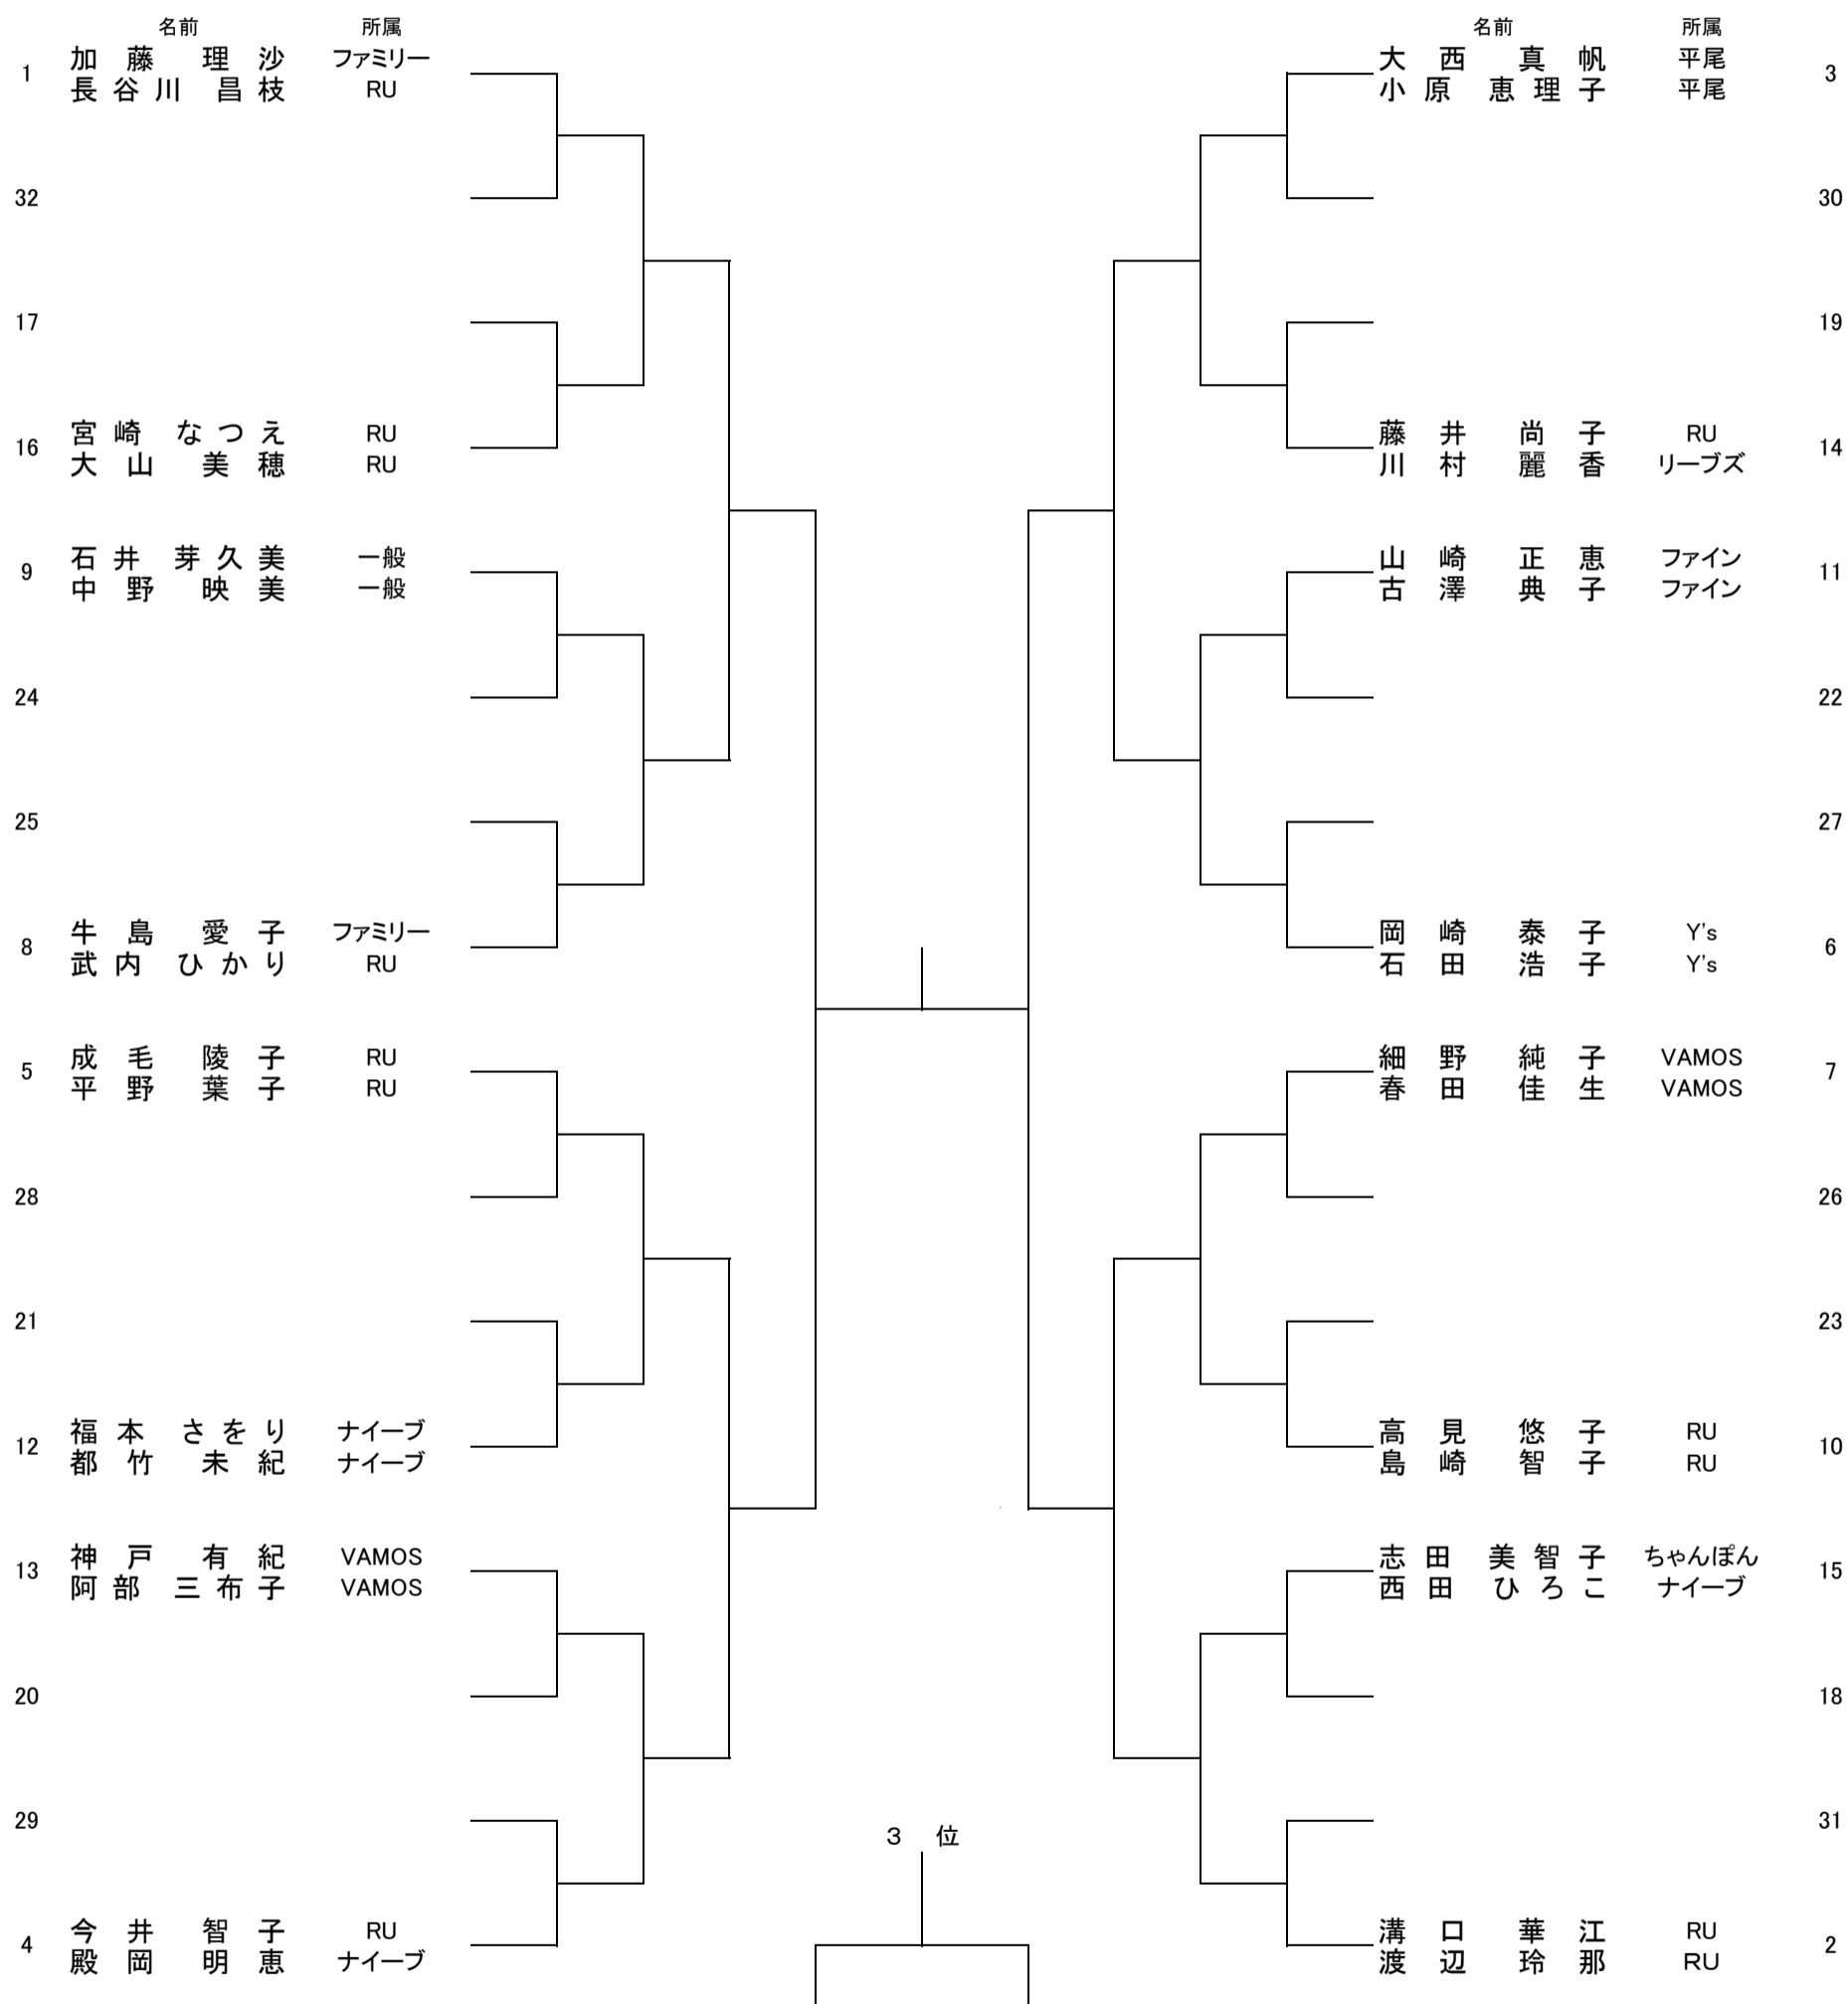 名前 所属
1 加藤 理沙 ファミリー
長谷川 昌枝 RU
32
17
16 宮崎 なつえ RU
大山 美穂 RU
9 石井 芽久美 一般
中野 映美 一般
24
25
8 牛島 愛子 ファミリー
武内 ひかり RU
5 成毛 陵子 RU
平野 葉子 RU
28
21
12 福本 さをり ナイーブ
都竹 未紀 ナイーブ
13 神戸 有紀 VAMOS
阿部 三布子 VAMOS
20
29
4 今井 智子 RU
殿岡 明恵 ナイーブ
3 位
名前 所属
大西 真帆 平尾 3
小原 恵理子 平尾
30
19
藤井 尚子 RU 14
川村 麗香 リーブズ
山崎 正恵 ファイン 11
古澤 典子 ファイン
22
27
岡崎 泰子 Y's 6
石田 浩子 Y's
細野 純子 VAMOS 7
春田 佳生 VAMOS
26
23
高見 悠子 RU 10
島崎 智子 RU
志田 美智子 ちゃんぽん 15
西田 ひろこ ナイーブ
18
31
溝口 華江 RU 2
渡辺 玲那 RU